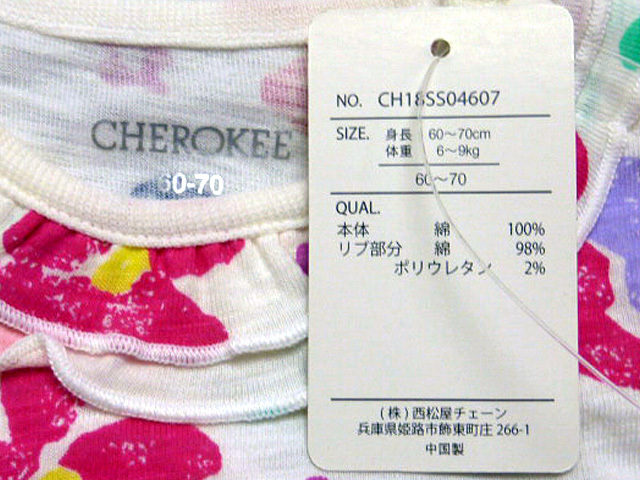 CHEROKEE
60-70
NO. CH18SS04607
SIZE. 身長 60～70cm
体重 6～9kg
60～70
QUAL.
本体 綿 100%
リブ部分 綿 98%
ポリウレタン 2%
(株)西松屋チェーン
兵庫県姫路市飾東町庄 266-1
中国製